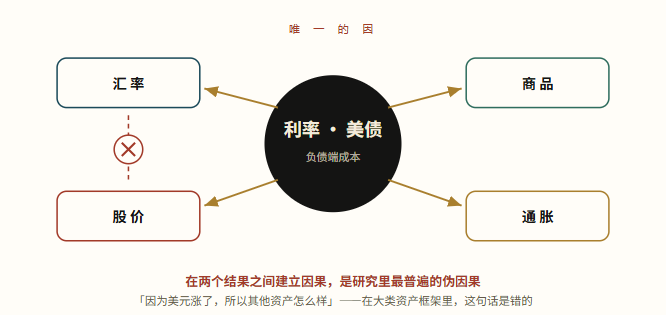 唯一的因
汇率
商品
利率·美债
负债端成本
股价
通胀
在两个结果之间建立因果，是研究里最普遍的伪因果
「因为美元涨了，所以其他资产怎么样」——在大类资产框架里，这句话是错的